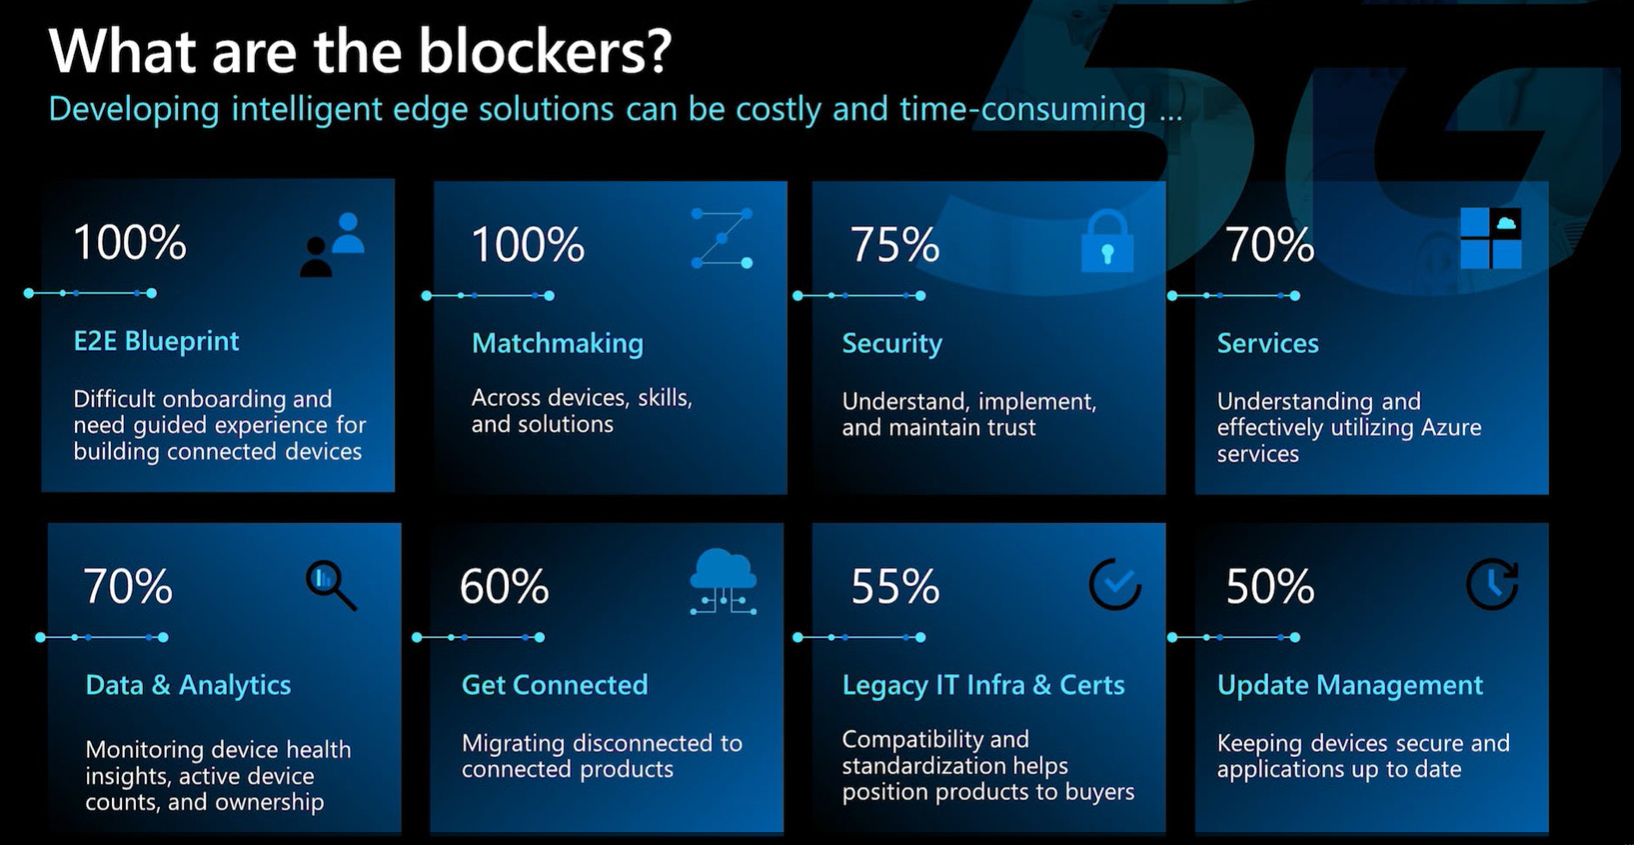 What are the blockers?
Developing intelligent edge solutions can be costly and time-consuming ...
5G
100%
E2E Blueprint
Difficult onboarding and
need guided experience for
building connected devices
100%
Matchmaking
Across devices, skills,
and solutions
75%
Security
Understand, implement,
and maintain trust
70%
Services
Understanding and
effectively utilizing Azure
services
70%
Data & Analytics
Monitoring device health
insights, active device
counts, and ownership
60%
Get Connected
Migrating disconnected to
connected products
55%
Legacy IT Infra & Certs
Compatibility and
standardization helps
position products to buyers
50%
Update Management
Keeping devices secure and
applications up to date